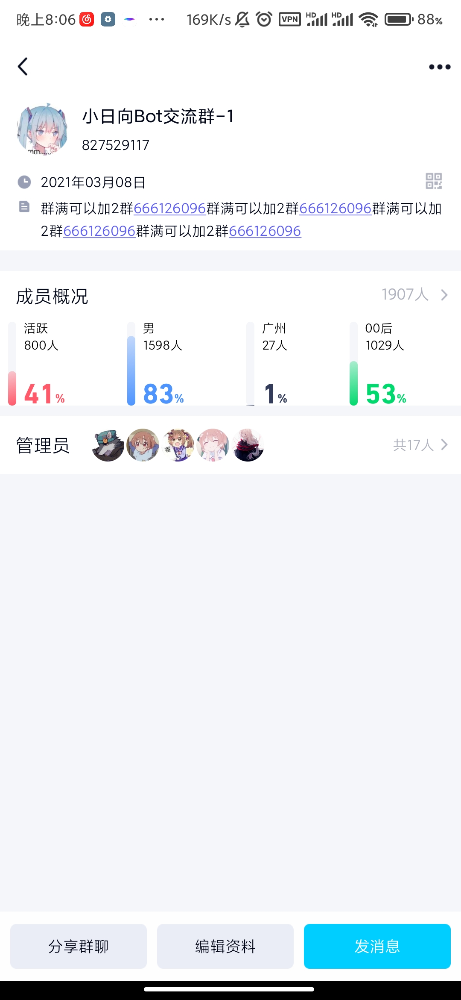 晚上8:06 169K/s VPN HD HD 88%
小日向Bot交流群-1
827529117
2021年03月08日
群满可以加2群666126096群满可以加2群666126096群满可以加
2群666126096群满可以加2群666126096
成员概况 1907人
活跃 男 广州 00后
800人 1598人 27人 1029人
41% 83% 1% 53%
管理员 寄 共17人
分享群聊 编辑资料 发消息